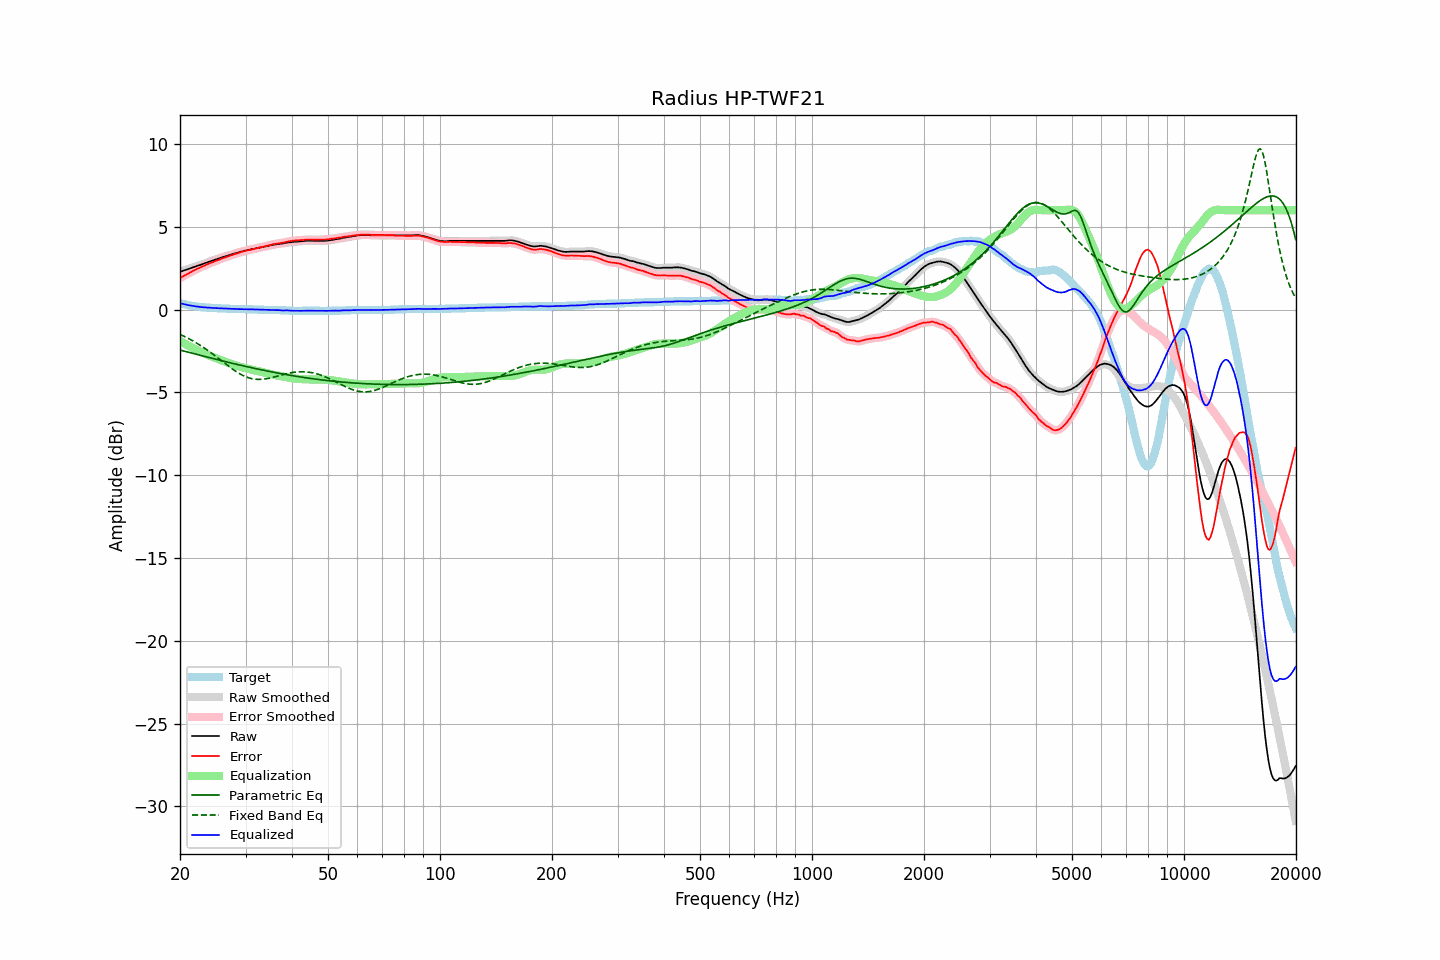 Radius HP-TWF21
10
5
0
−5
−10
−15
−20
−25
−30
Amplitude (dBr)
Target
Raw Smoothed
Error Smoothed
Raw
Error
Equalization
Parametric Eq
Fixed Band Eq
Equalized
20 50 100 200 500 1000 2000 5000 10000 20000
Frequency (Hz)